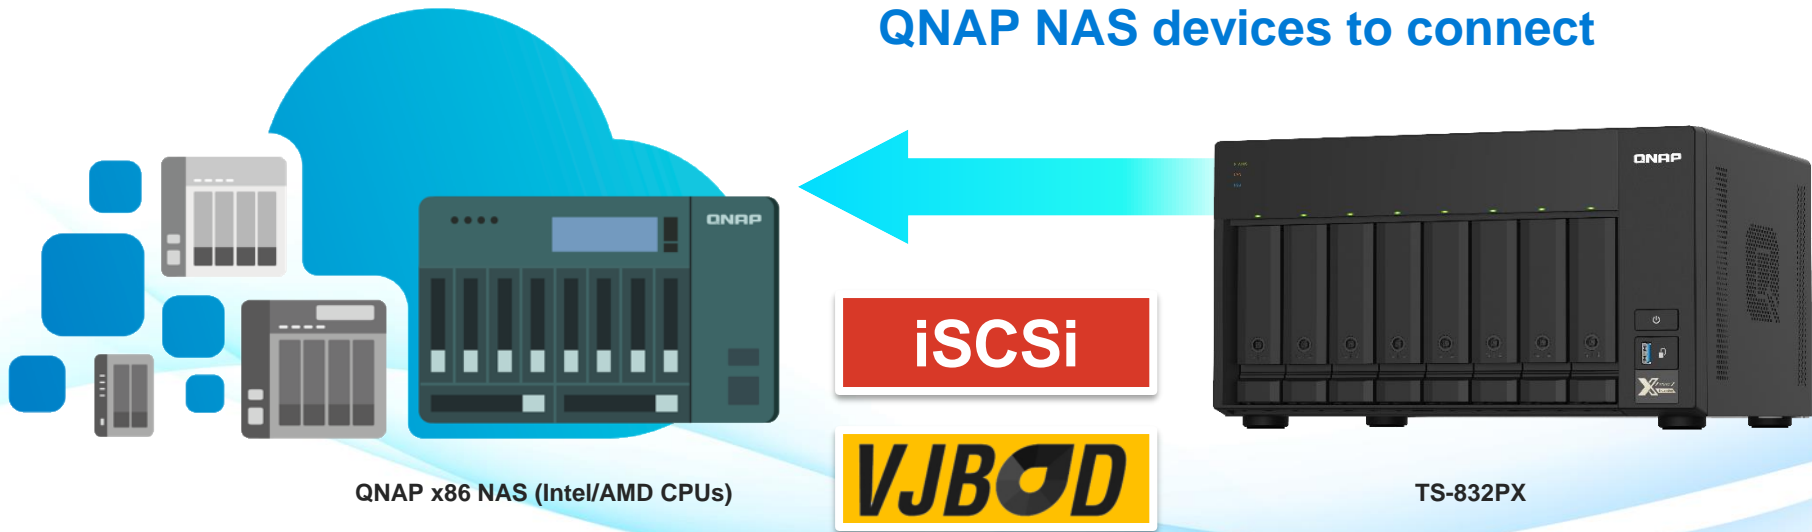 QNAP NAS devices to connect
QNAP
QNAP
iSCSi
VJBOD
QNAP x86 NAS (Intel/AMD CPUs)
TS-832PX